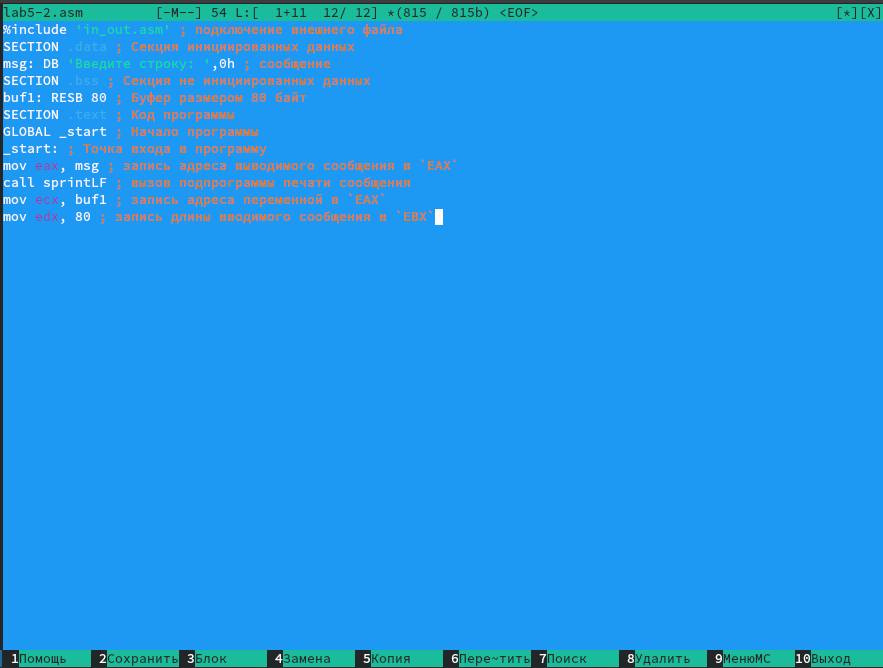 lab5-2.asm [-M--] 54 L:[ 1+11 12/ 12] *(815 / 815b) <EOF> [*][X]
%include 'in_out.asm' ; подключение внешнего файла
SECTION .data ; Секция инициированных данных
msg: DB 'Введите строку: ',0h ; сообщение
SECTION .bss ; Секция не инициированных данных
buf1: RESB 80 ; Буфер размером 80 байт
SECTION .text ; Код программы
GLOBAL _start ; Начало программы
_start: ; Точка входа в программу
mov eax, msg ; запись адреса выводимого сообщения в `EAX`
call sprintLF ; вызов подпрограммы печати сообщения
mov ecx, buf1 ; запись адреса переменной в `EAX`
mov edx, 80 ; запись длины вводимого сообщения в `EBX`
1Помощь 2Сохранить 3Блок 4Замена 5Копия 6Пере~тить 7Поиск 8Удалить 9МенюМС 10Выход